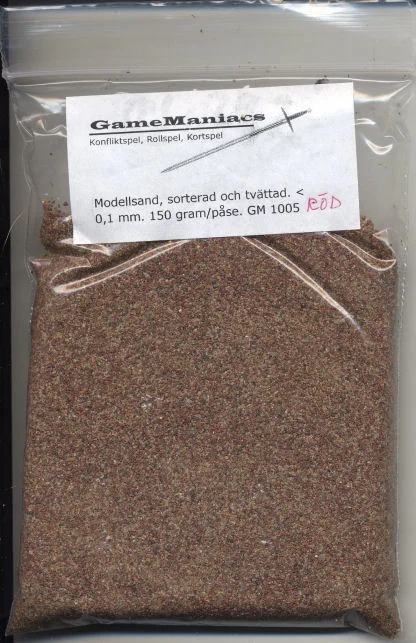 GameManiacs
Konfliktspel, Rollspel, Kortspel
Modellsand, sorterad och tvättad. <
0,1 mm. 150 gram/påse. GM 1005 RÖD